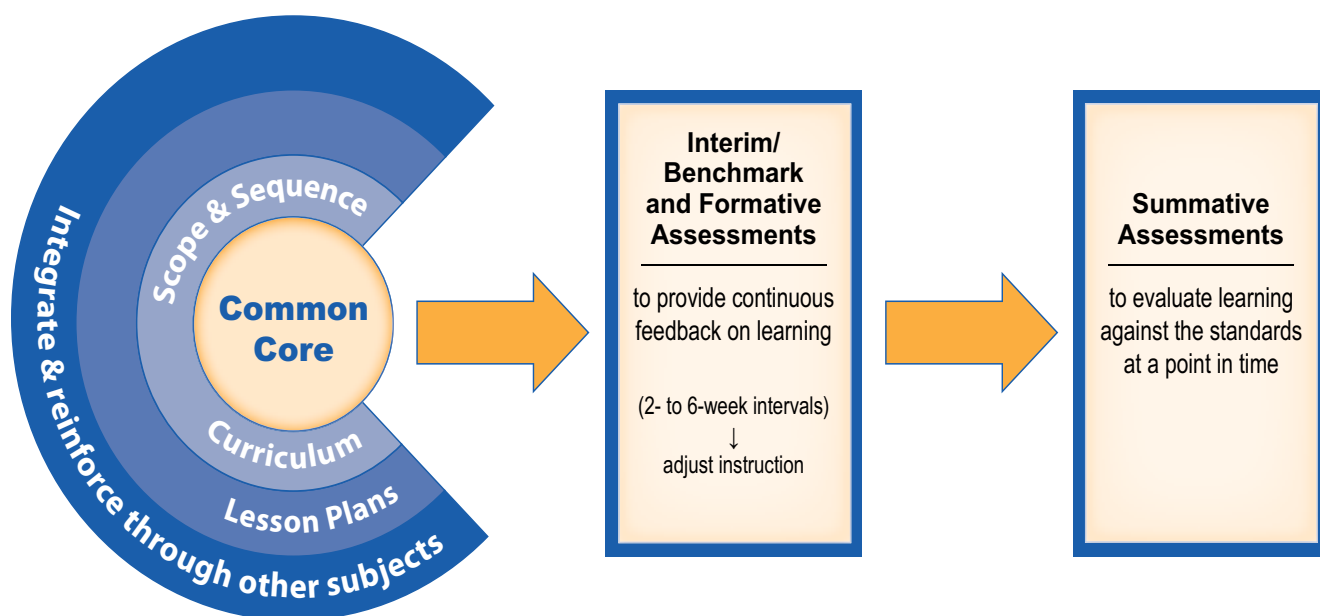 Integrate & reinforce through other subjects
Scope & Sequence
Common
Core
Curriculum
Lesson Plans
Interim/
Benchmark
and Formative
Assessments
to provide continuous
feedback on learning
(2- to 6-week intervals)
↓
adjust instruction
Summative
Assessments
to evaluate learning
against the standards
at a point in time